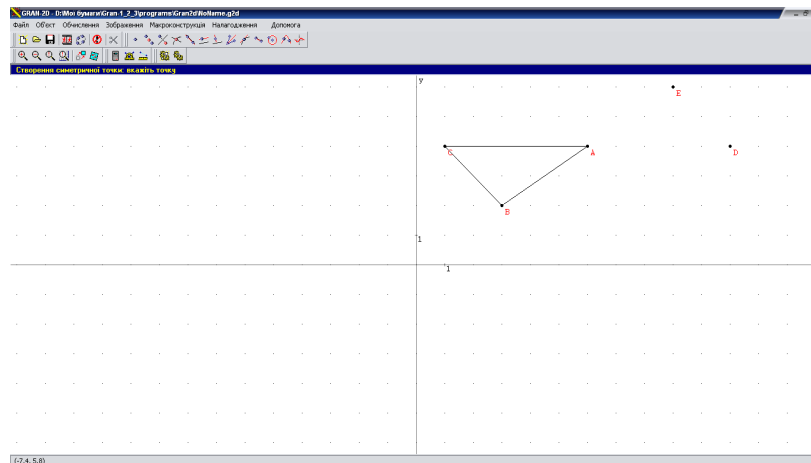 GRAN-2D - D:\Мої бумаги\Gran-1_2_3\programs\Gran2d\NoName.g2d
Файл Об'єкт Обчислення Зображення Макроконструкція Налагодження Допомога
Створення симетричної точки: вкажіть точку
y
E
C
A
D
B
1
1
(-7.4, 5.8)